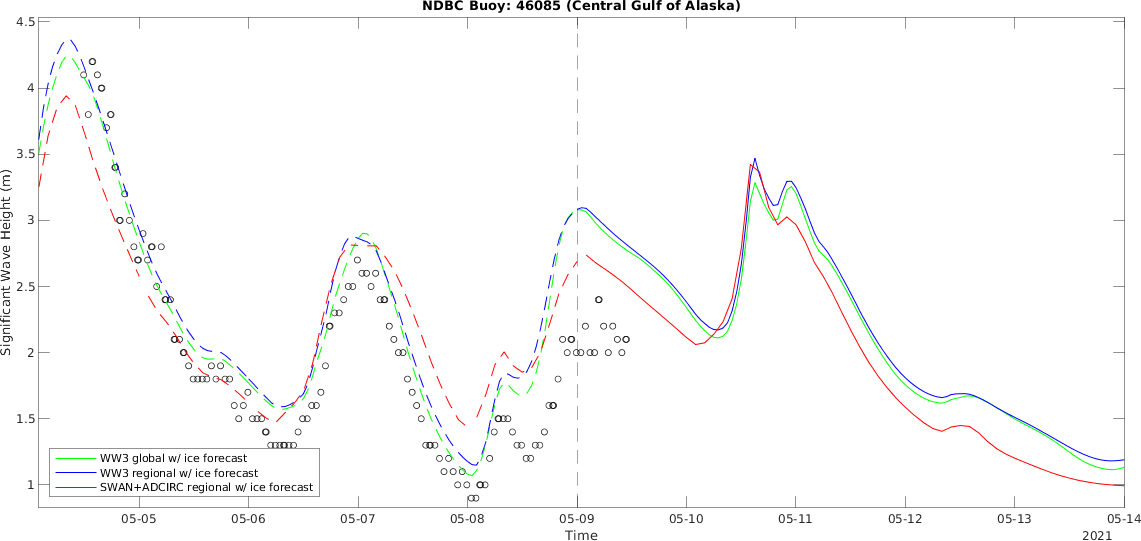 NDBC Buoy: 46085 (Central Gulf of Alaska)
4.5
4
3.5
3
2.5
2
1.5
1
Significant Wave Height (m)
WW3 global w/ ice forecast
WW3 regional w/ ice forecast
SWAN+ADCIRC regional w/ ice forecast
05-05 05-06 05-07 05-08 05-09 05-10 05-11 05-12 05-13 05-14
Time
2021